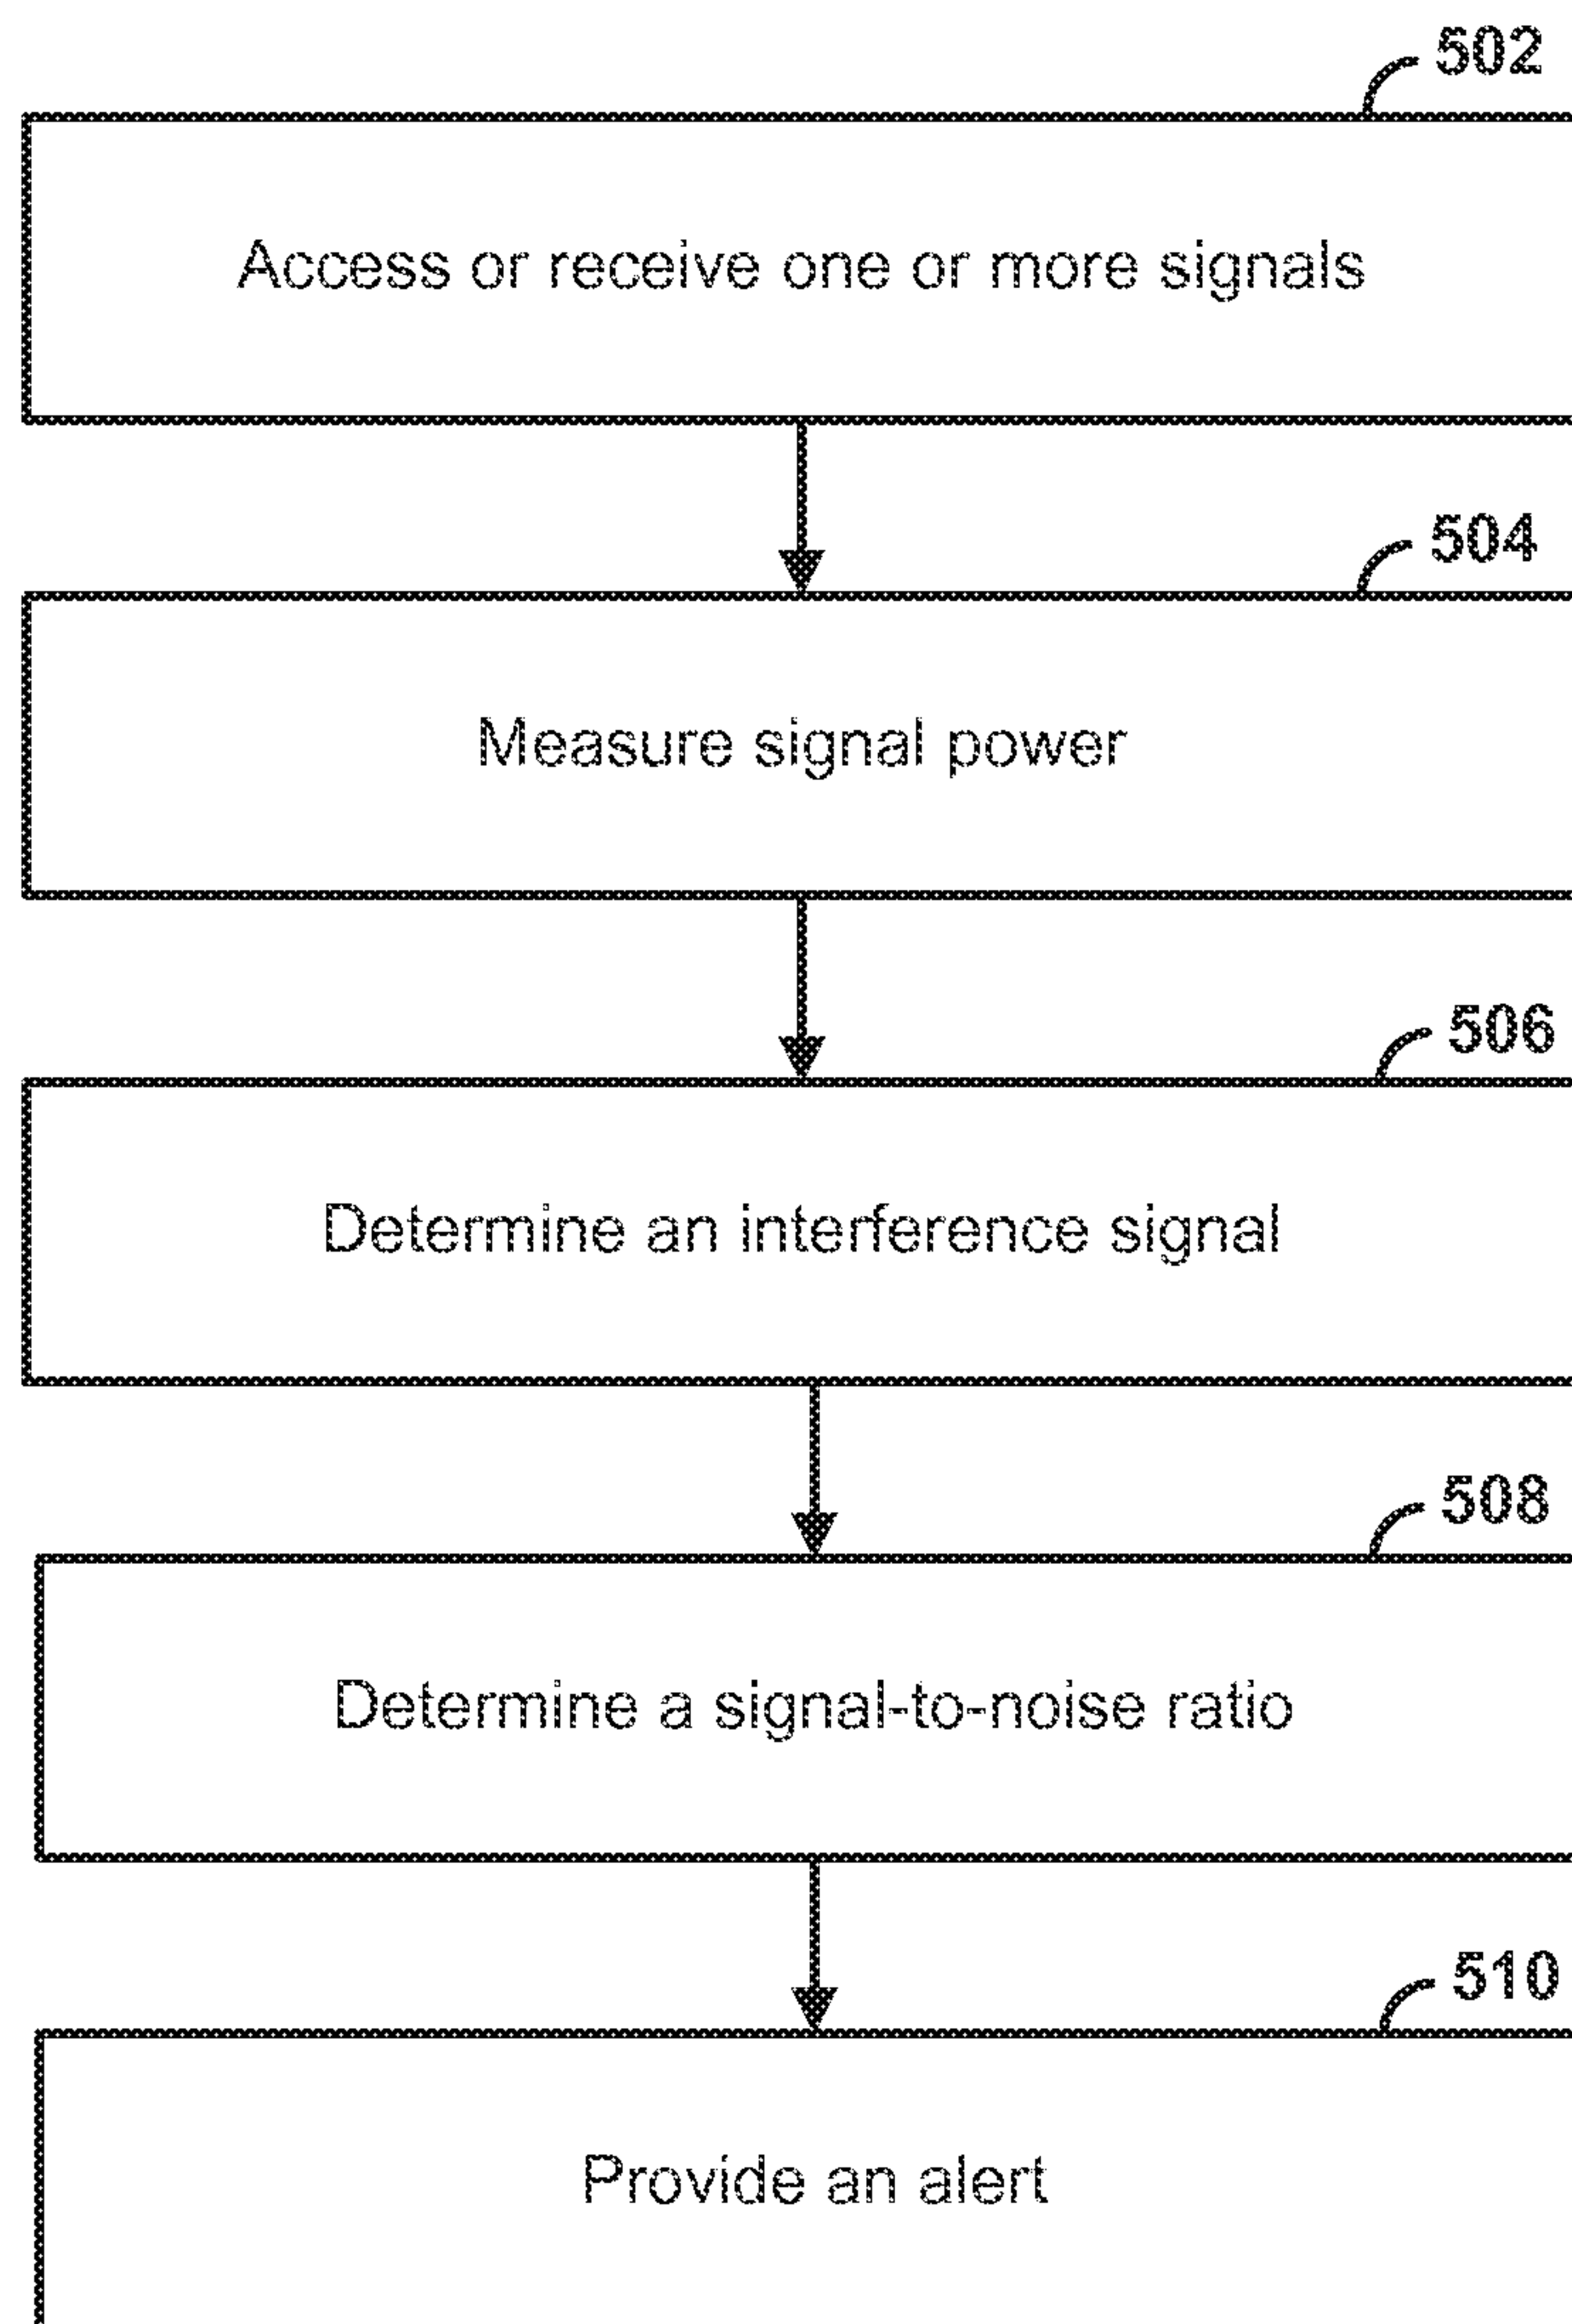 502
Access or receive one or more signals
504
Measure signal power
506
Determine an interference signal
508
Determine a signal-to-noise ratio
510
Provide an alert